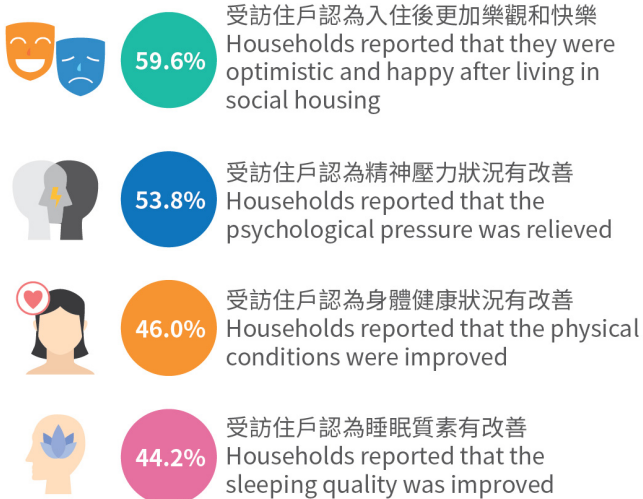 59.6%
受訪住戶認為入住後更加樂觀和快樂
Households reported that they were
optimistic and happy after living in
social housing
53.8%
受訪住戶認為精神壓力狀況有改善
Households reported that the
psychological pressure was relieved
46.0%
受訪住戶認為身體健康狀況有改善
Households reported that the physical
conditions were improved
44.2%
受訪住戶認為睡眠質素有改善
Households reported that the
sleeping quality was improved